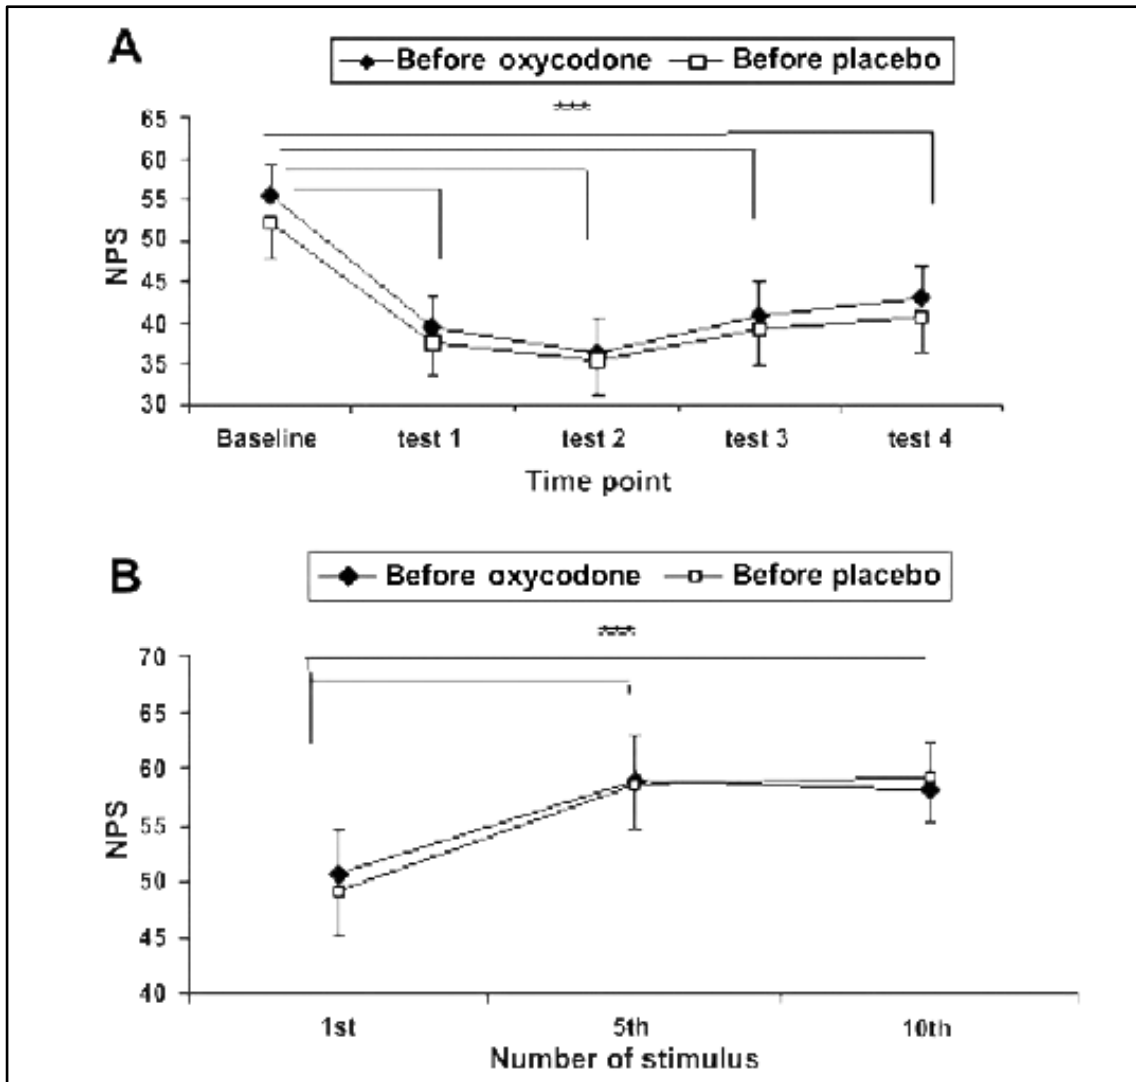 A
Before oxycodone Before placebo
***
65
60
55
50
45
40
35
30
NPS
Baseline test 1 test 2 test 3 test 4
Time point
B
Before oxycodone Before placebo
***
70
65
60
55
50
45
40
NPS
1st 5th 10th
Number of stimulus